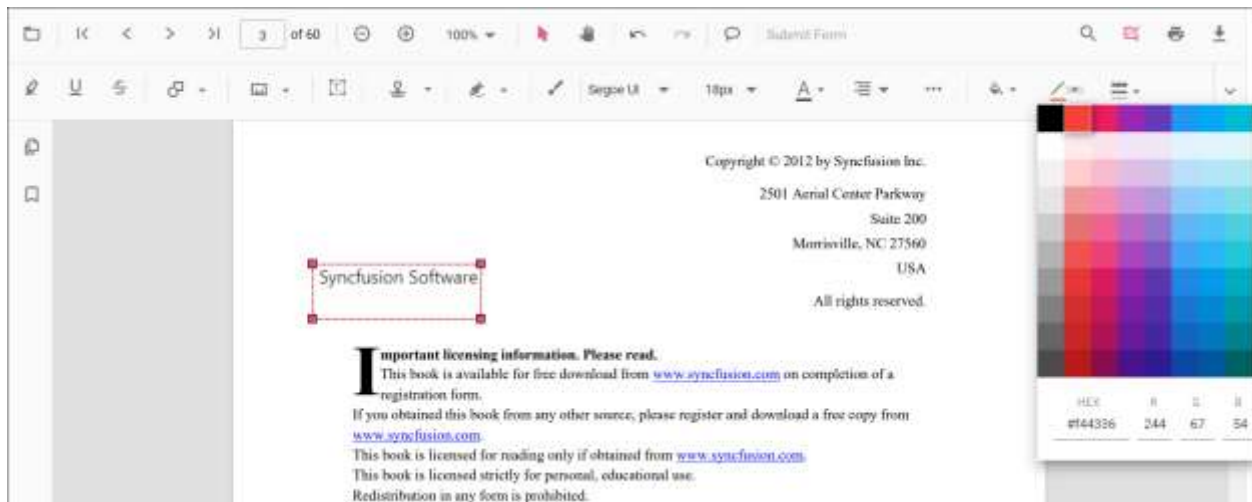 3 of 60 100% Submit Form
Segoe UI 18px A
Copyright © 2012 by Syncfusion Inc.
2501 Aerial Center Parkway
Suite 200
Morrisville, NC 27560
USA
All rights reserved.
Syncfusion Software
Important licensing information. Please read.
This book is available for free download from www.syncfusion.com on completion of a
registration form.
If you obtained this book from any other source, please register and download a free copy from
www.syncfusion.com.
This book is licensed for reading only if obtained from www.syncfusion.com.
This book is licensed strictly for personal, educational use.
Redistribution in any form is prohibited.
HEX R G B
#f44336 244 67 54